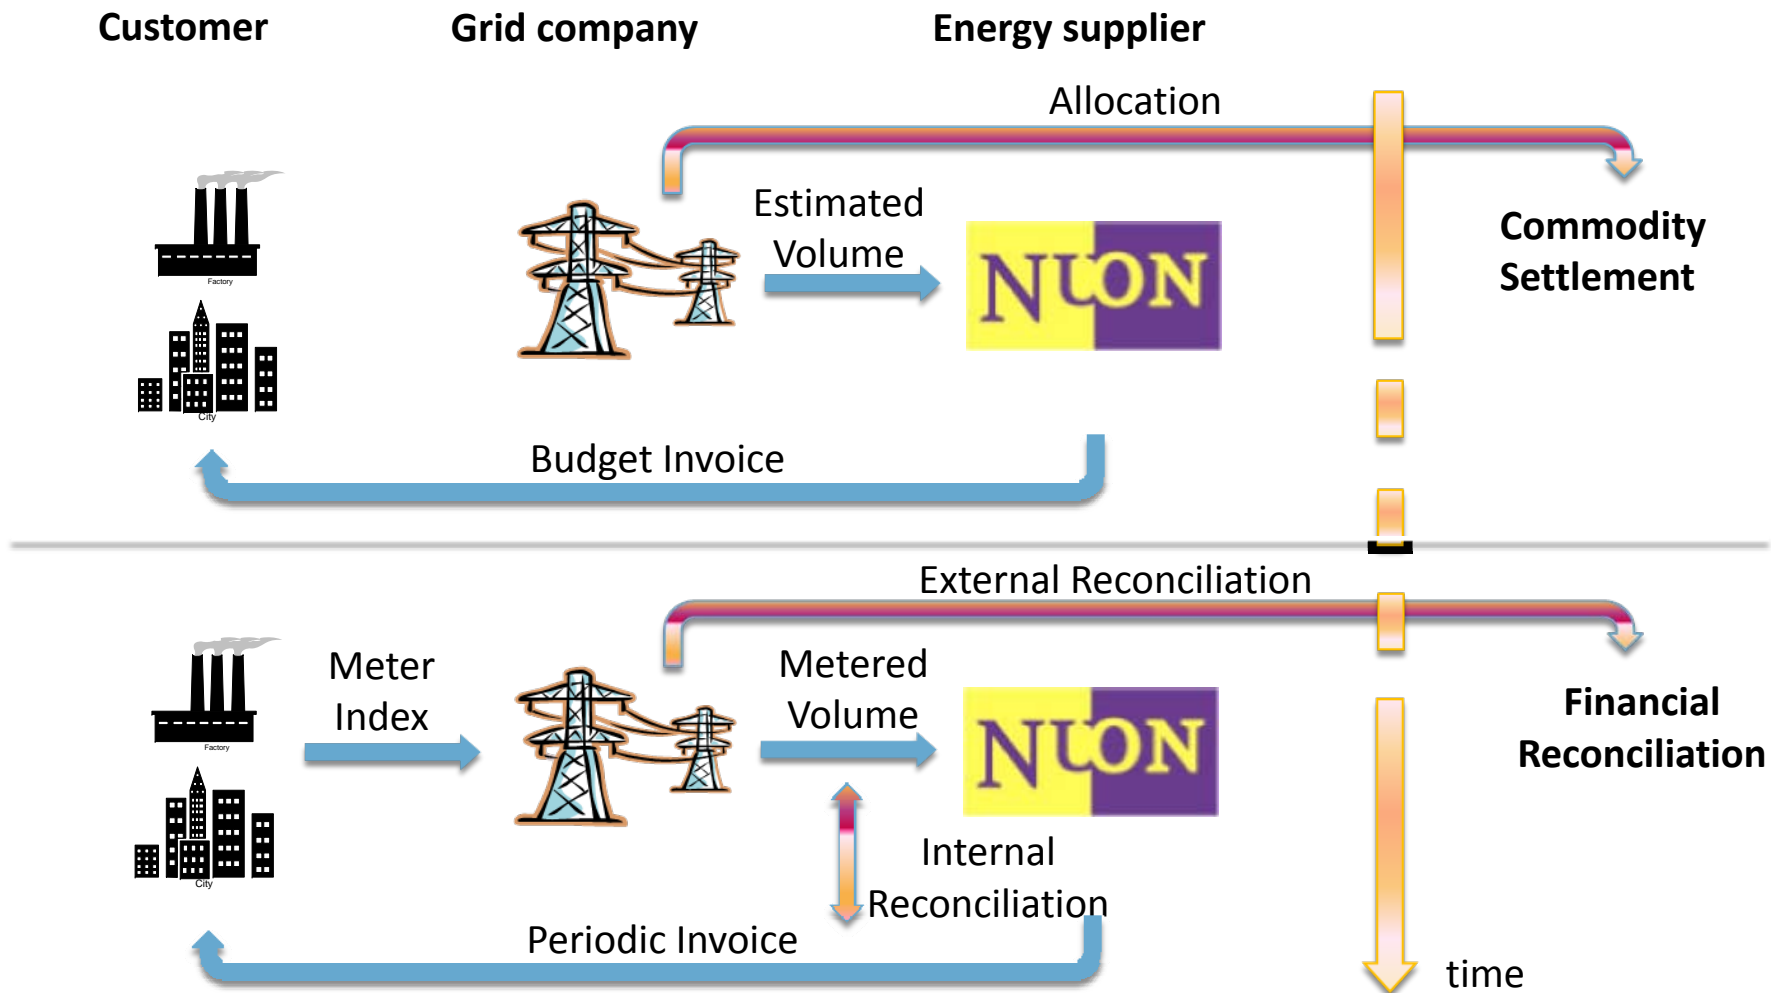 Customer
Grid company
Energy supplier
Allocation
Estimated
Volume
NUON
Factory
City
Commodity
Settlement
Budget Invoice
External Reconciliation
Meter
Index
Metered
Volume
NUON
Factory
City
Financial
Reconciliation
Internal
Reconciliation
Periodic Invoice
time